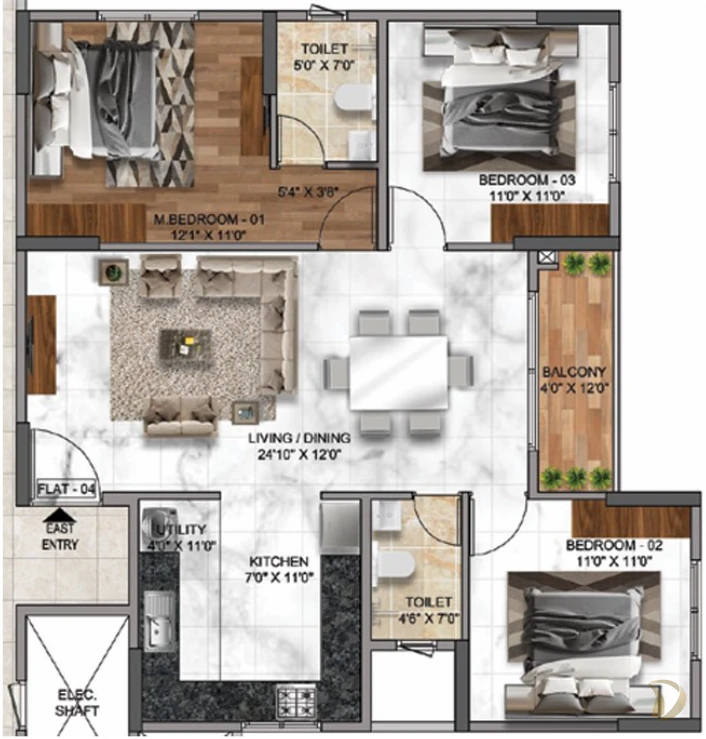 TOILET
5'0" X 7'0"
BEDROOM - 03
11'0" X 11'0"
5'4" X 3'8"
M.BEDROOM - 01
12'1" X 11'0"
BALCONY
4'0" X 12'0"
LIVING / DINING
24'10" X 12'0"
FLAT - 04
EAST
ENTRY
UTILITY
4'0" X 11'0"
KITCHEN
7'0" X 11'0"
BEDROOM - 02
11'0" X 11'0"
TOILET
4'6" X 7'0"
ELEC.
SHAFT